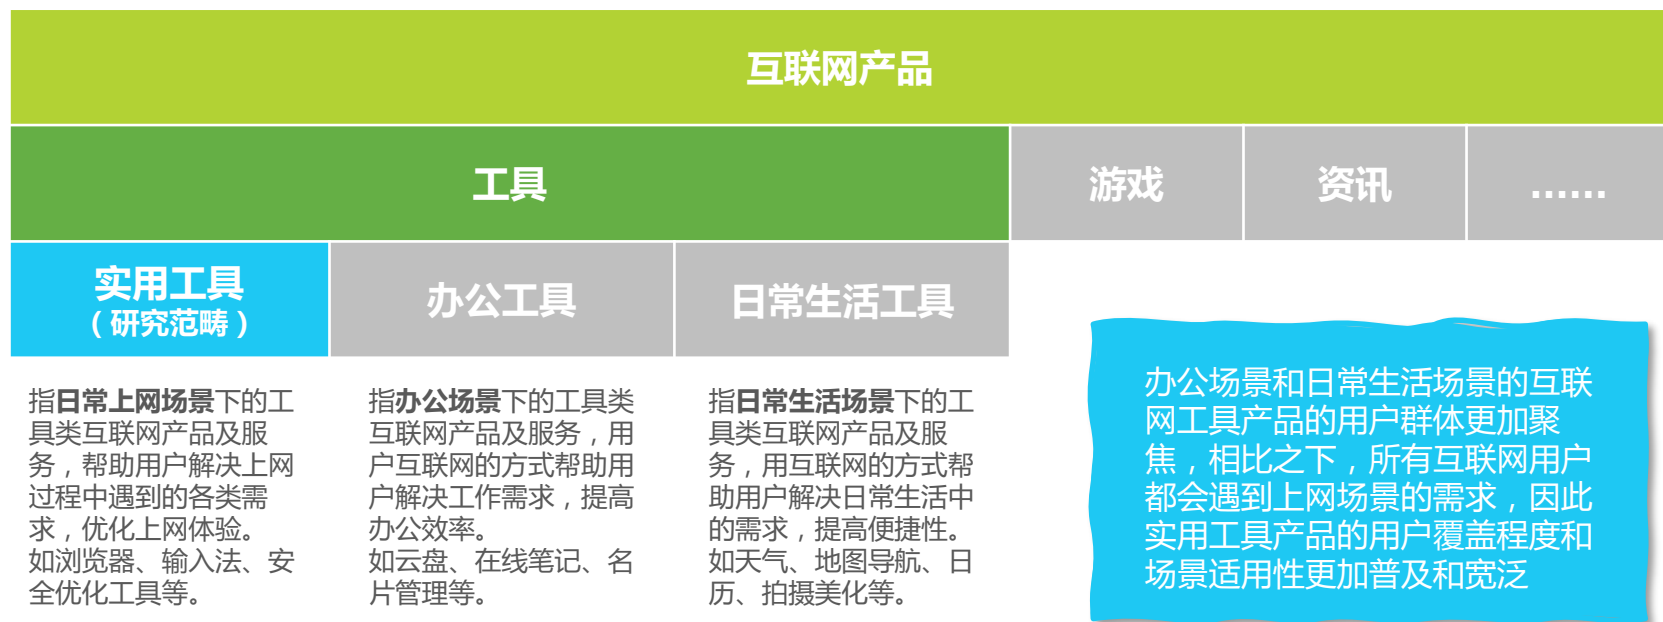 互联网产品
工具
游戏
资讯
......
实用工具
（研究范畴）
办公工具
日常生活工具
指日常上网场景下的工
具类互联网产品及服
务，帮助用户解决上网
过程中遇到的各类需
求，优化上网体验。
如浏览器、输入法、安
全优化工具等。
指办公场景下的工具类
互联网产品及服务，用
户互联网的方式帮助用
户解决工作需求，提高
办公效率。
如云盘、在线笔记、名
片管理等。
指日常生活场景下的工
具类互联网产品及服
务，用互联网的方式帮
助用户解决日常生活中
的需求，提高便捷性。
如天气、地图导航、日
历、拍摄美化等。
办公场景和日常生活场景的互联
网工具产品的用户群体更加聚
焦，相比之下，所有互联网用户
都会遇到上网场景的需求，因此
实用工具产品的用户覆盖程度和
场景适用性更加普及和宽泛